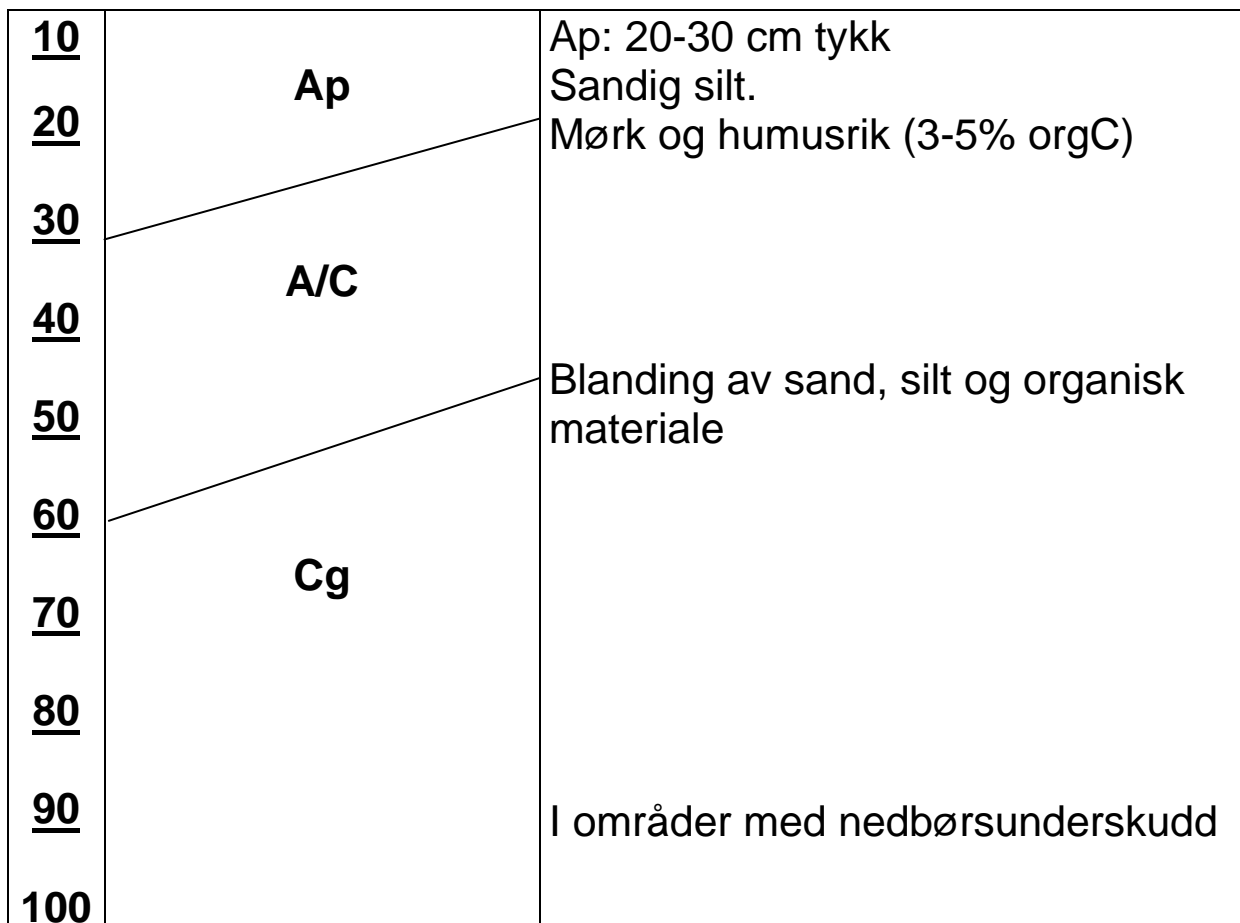 10
Ap: 20-30 cm tykk
Ap
Sandig silt.
20
Mørk og humusrik (3-5% orgC)
30
A/C
40
Blanding av sand, silt og organisk
50
materiale
60
Cg
70
80
90
I områder med nedbørsunderskudd
100